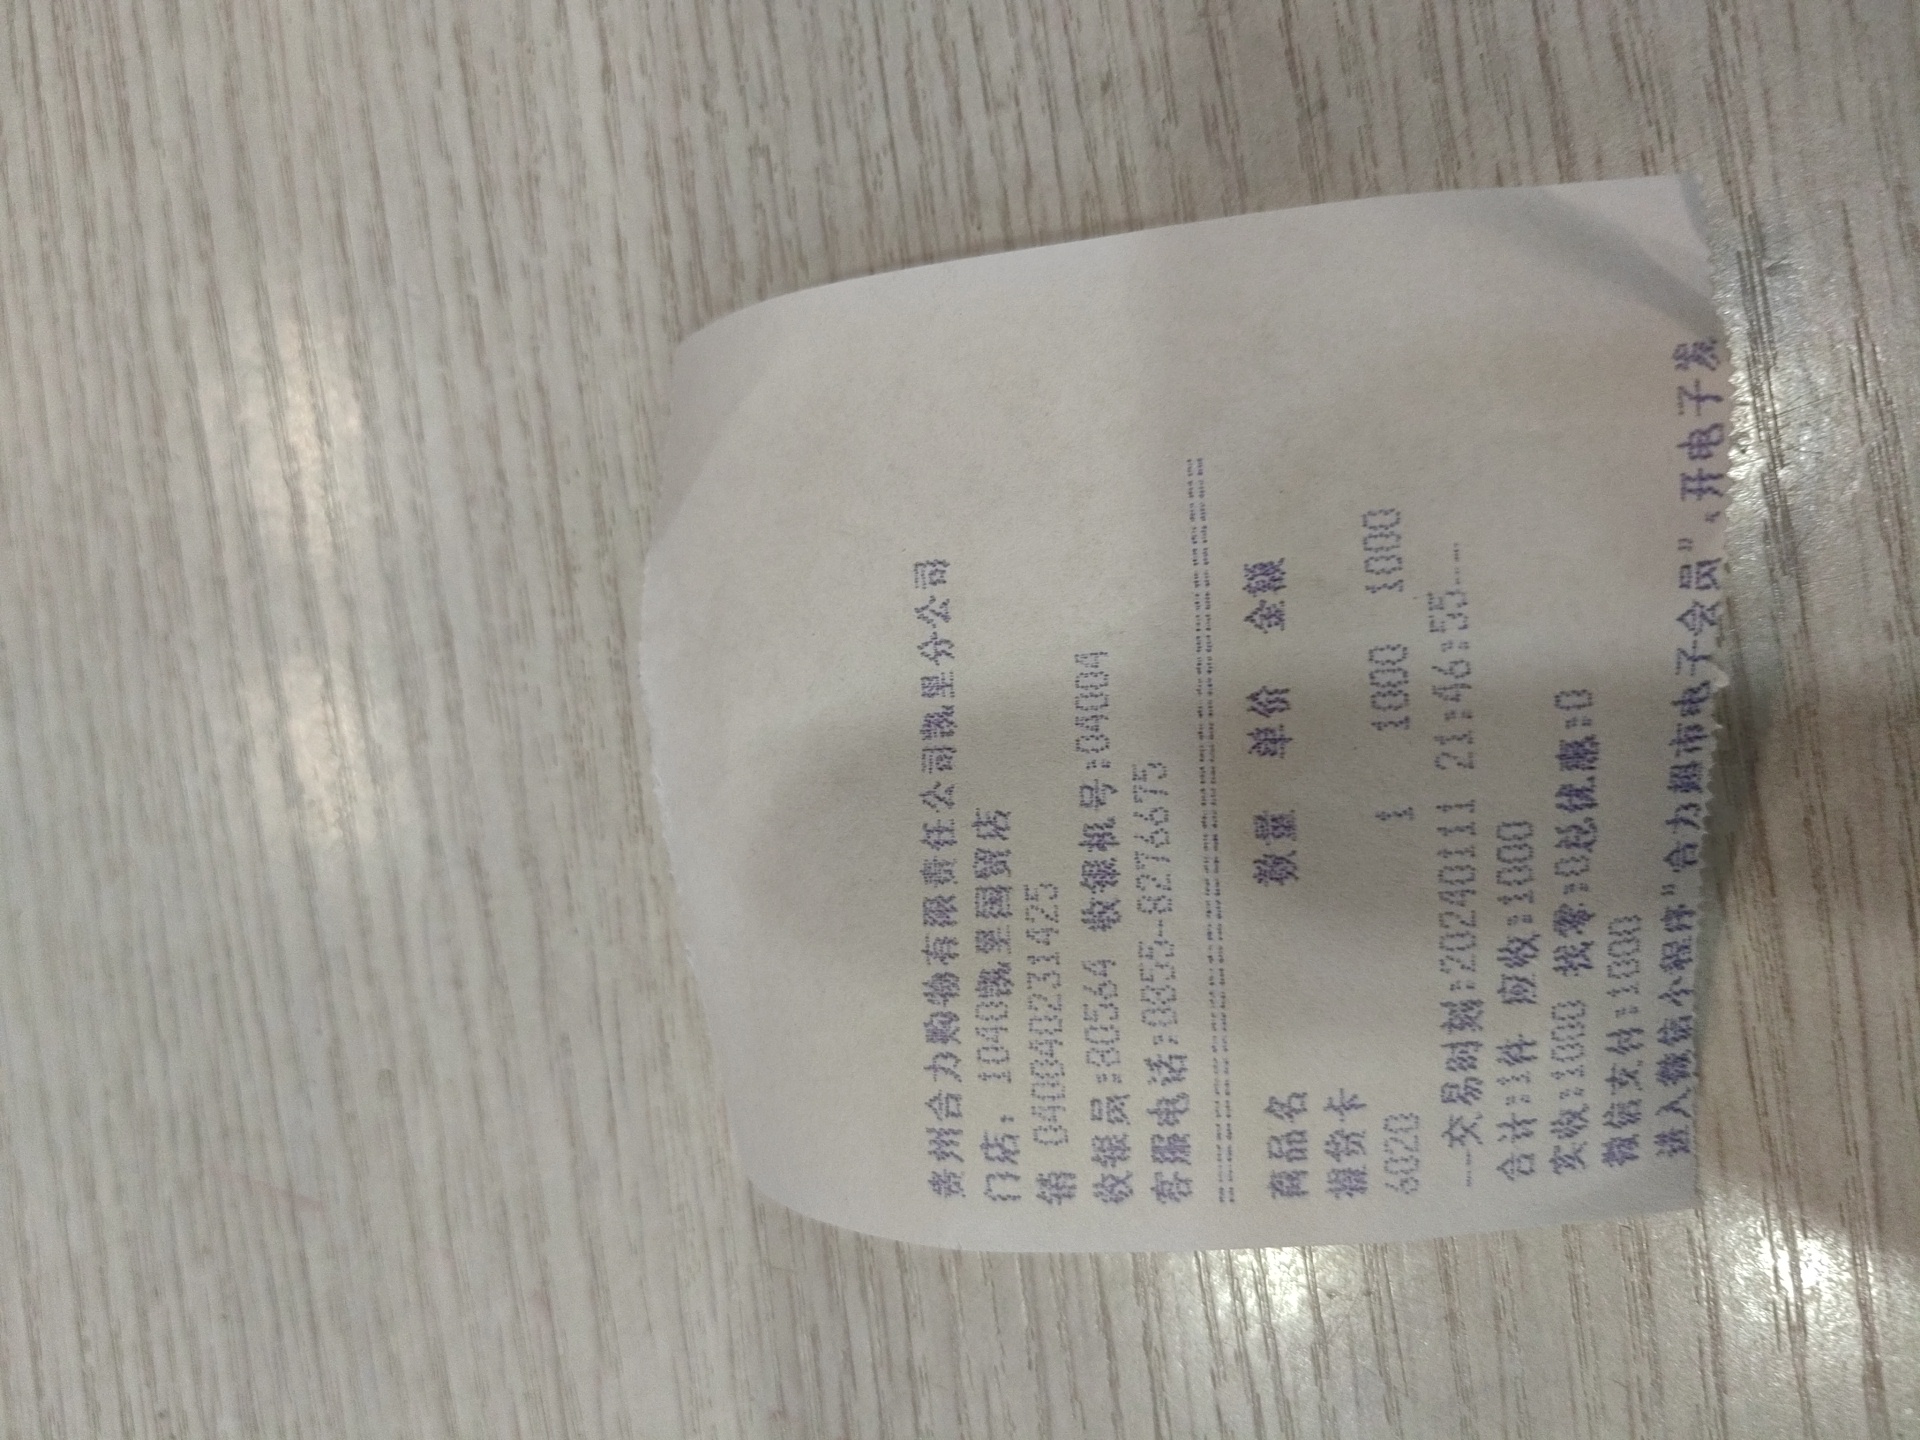 贵州合力购物有限责任公司凯里分公司
门店: 1040凯里国贸店
销 040040231425
收银员:80564 收银机号:04004
客服电话:0855-8276675
商品名 数量 单价 金额
提货卡
6020 1 1000 1000
---交易时刻:20240111 21:46:55---
合计:1件 应收:1000
实收:1000 找零:0总优惠:0
微信支付:1000
进入微信小程序"合力超市电子会员",开电子发